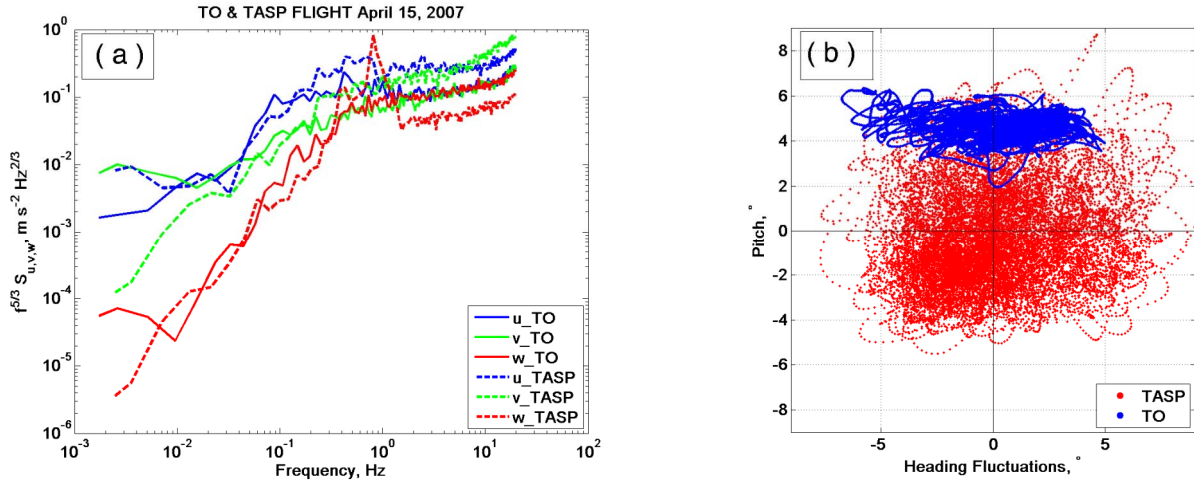 TO & TASP FLIGHT April 15, 2007
(a)
f^{5/3} S_{u,v,w}, m s^{-2} Hz^{2/3}
10^0
10^{-1}
10^{-2}
10^{-3}
10^{-4}
10^{-5}
10^{-6}
u_TO
v_TO
w_TO
u_TASP
v_TASP
w_TASP
10^{-3} 10^{-2} 10^{-1} 10^0 10^1 10^2
Frequency, Hz
(b)
Pitch, °
8
6
4
2
0
-2
-4
-6
-8
TASP
TO
-5 0 5
Heading Fluctuations, °